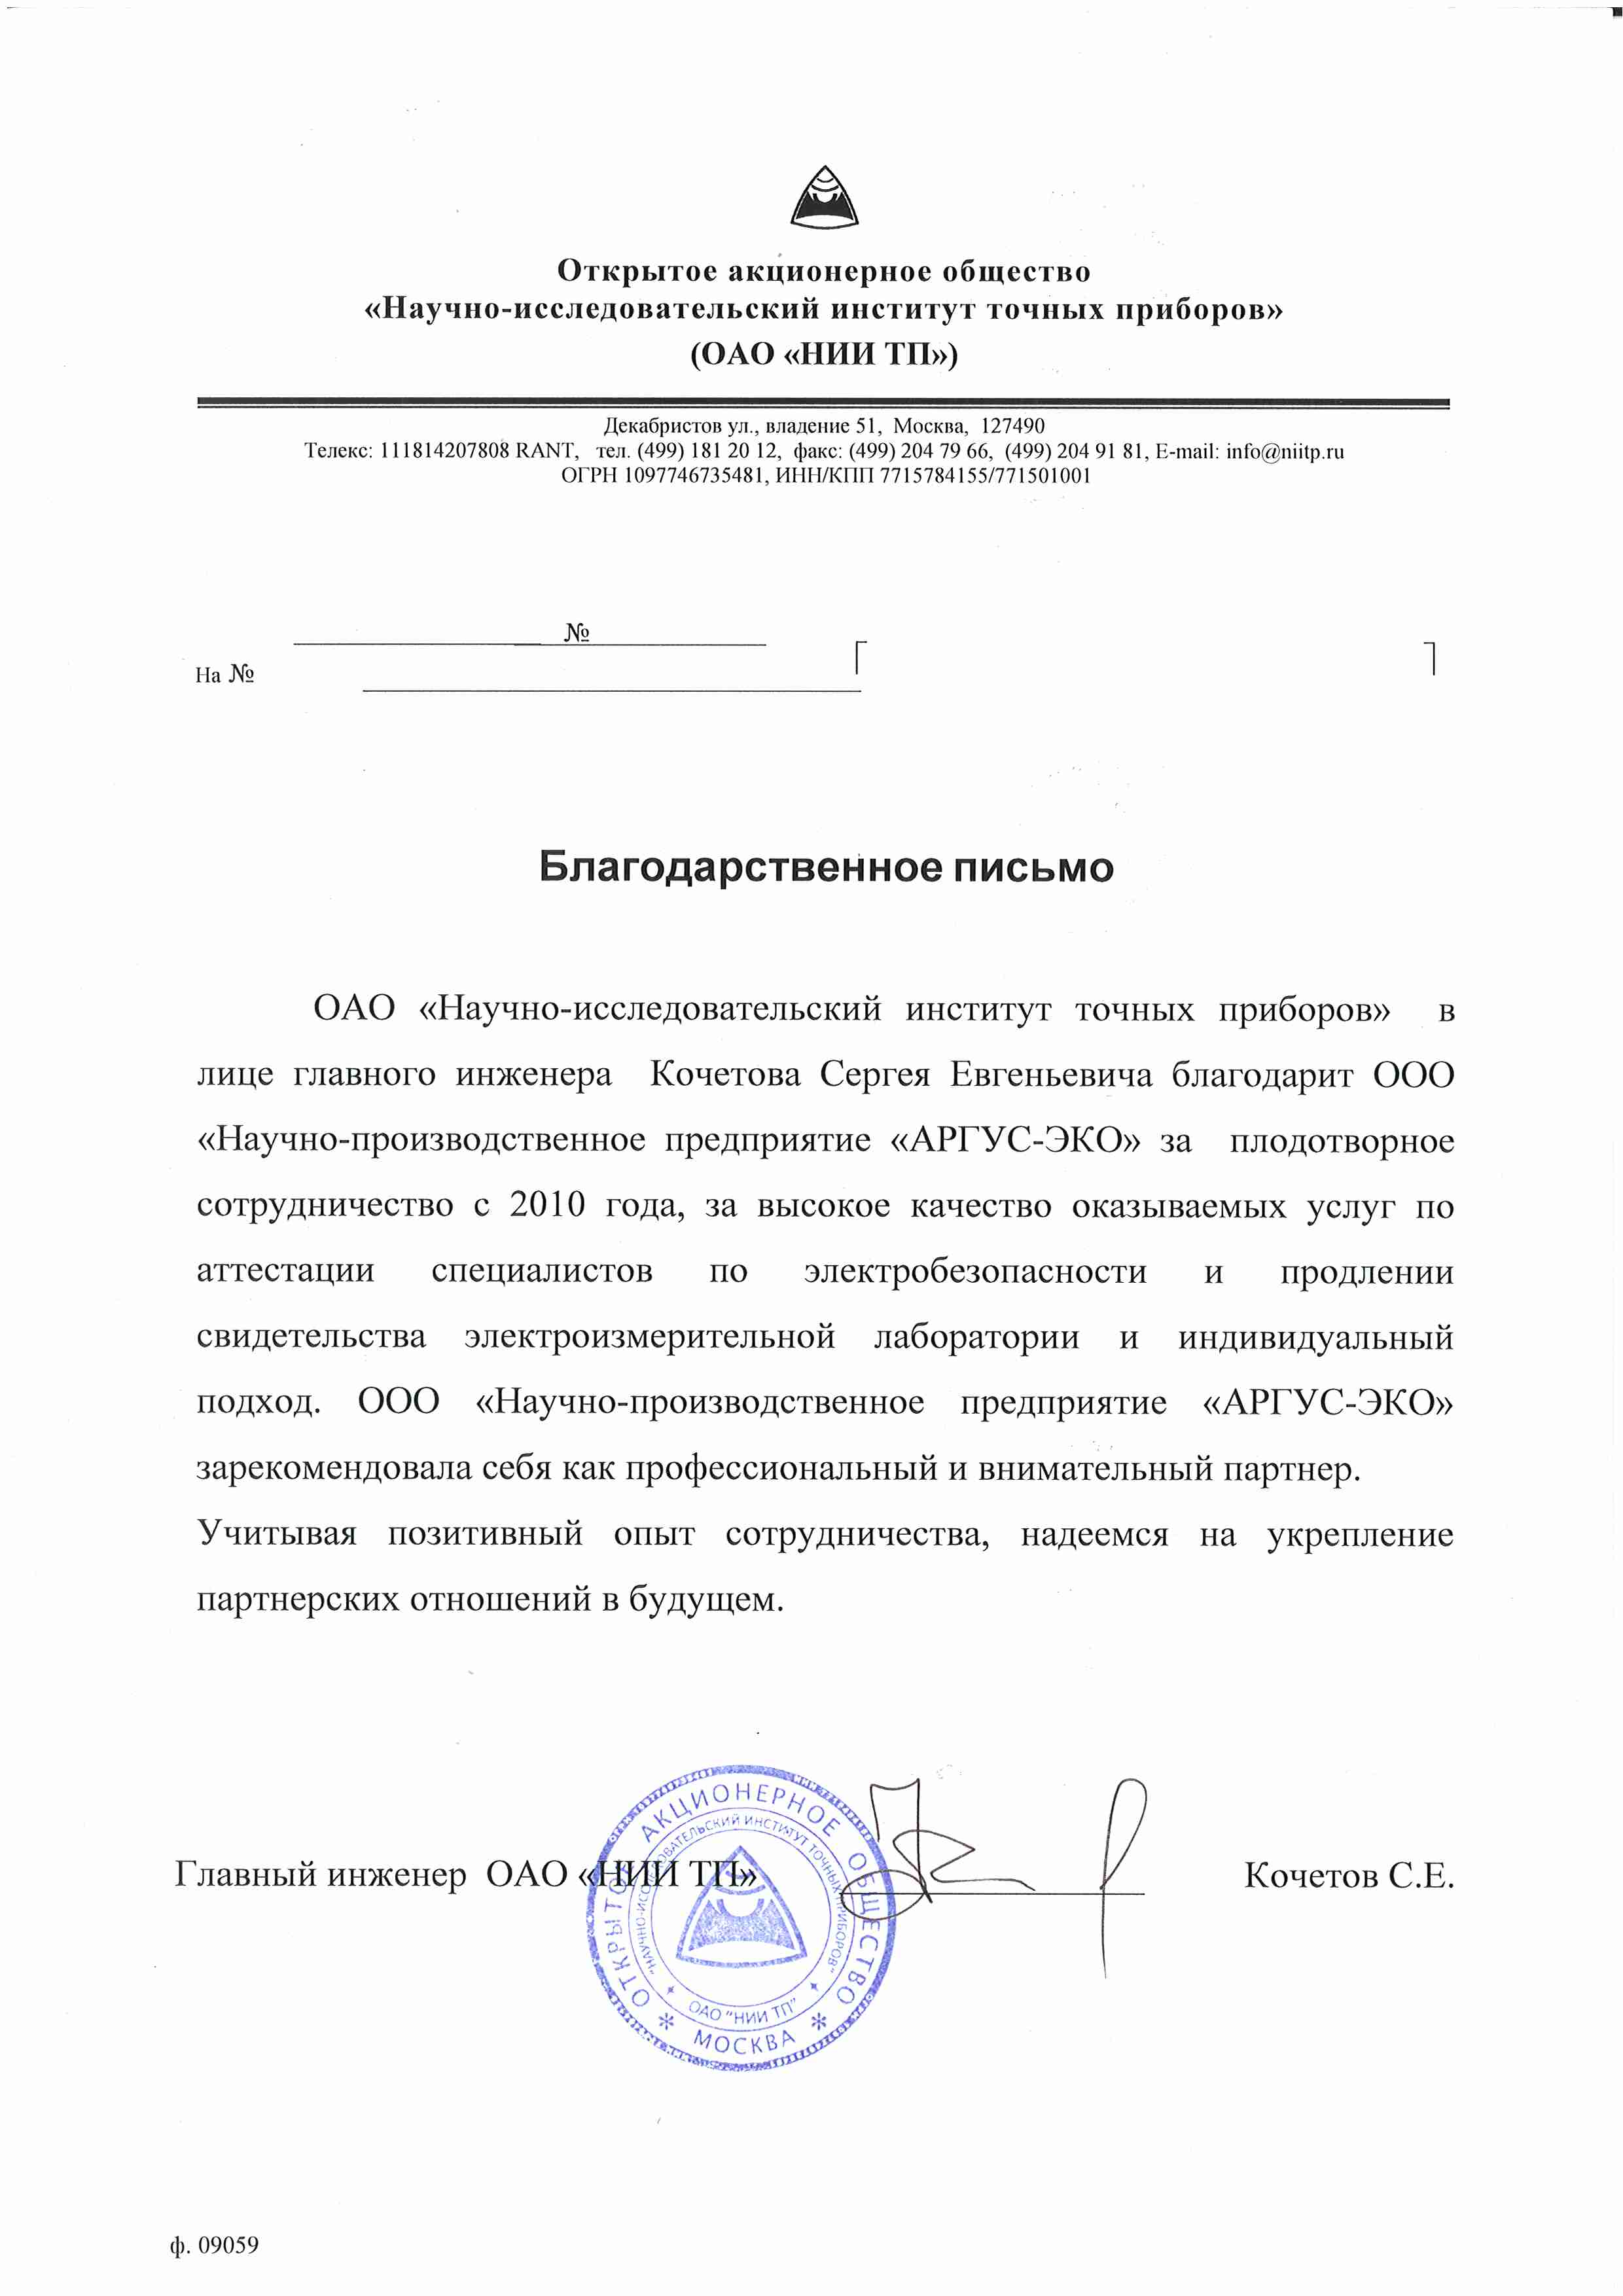 Открытое акционерное общество
«Научно-исследовательский институт точных приборов»
(ОАО «НИИ ТП»)
Декабристов ул., владение 51, Москва, 127490
Телекс: 111814207808 RANT, тел. (499) 181 20 12, факс: (499) 204 79 66, (499) 204 91 81, E-mail: info@niitp.ru
ОГРН 1097746735481, ИНН/КПП 7715784155/771501001
№
На №
Благодарственное письмо
ОАО «Научно-исследовательский институт точных приборов» в
лице главного инженера Кочетова Сергея Евгеньевича благодарит ООО
«Научно-производственное предприятие «АРГУС-ЭКО» за плодотворное
сотрудничество с 2010 года, за высокое качество оказываемых услуг по
аттестации специалистов по электробезопасности и продлении
свидетельства электроизмерительной лаборатории и индивидуальный
подход. ООО «Научно-производственное предприятие «АРГУС-ЭКО»
зарекомендовала себя как профессиональный и внимательный партнер.
Учитывая позитивный опыт сотрудничества, надеемся на укрепление
партнерских отношений в будущем.
Главный инженер ОАО «НИИ ТП» Кочетов С.Е.
ОТКРЫТОЕ АКЦИОНЕРНОЕ ОБЩЕСТВО
"НАУЧНО-ИССЛЕДОВАТЕЛЬСКИЙ ИНСТИТУТ ТОЧНЫХ ПРИБОРОВ"
ОАО "НИИ ТП"
* МОСКВА *
ф. 09059